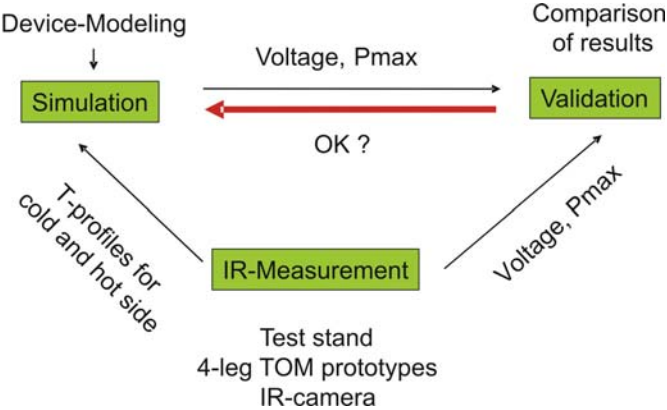 Device-Modeling
Comparison
of results
Voltage, Pmax
Simulation
Validation
OK ?
T-profiles for
cold and hot side
Voltage, Pmax
IR-Measurement
Test stand
4-leg TOM prototypes
IR-camera